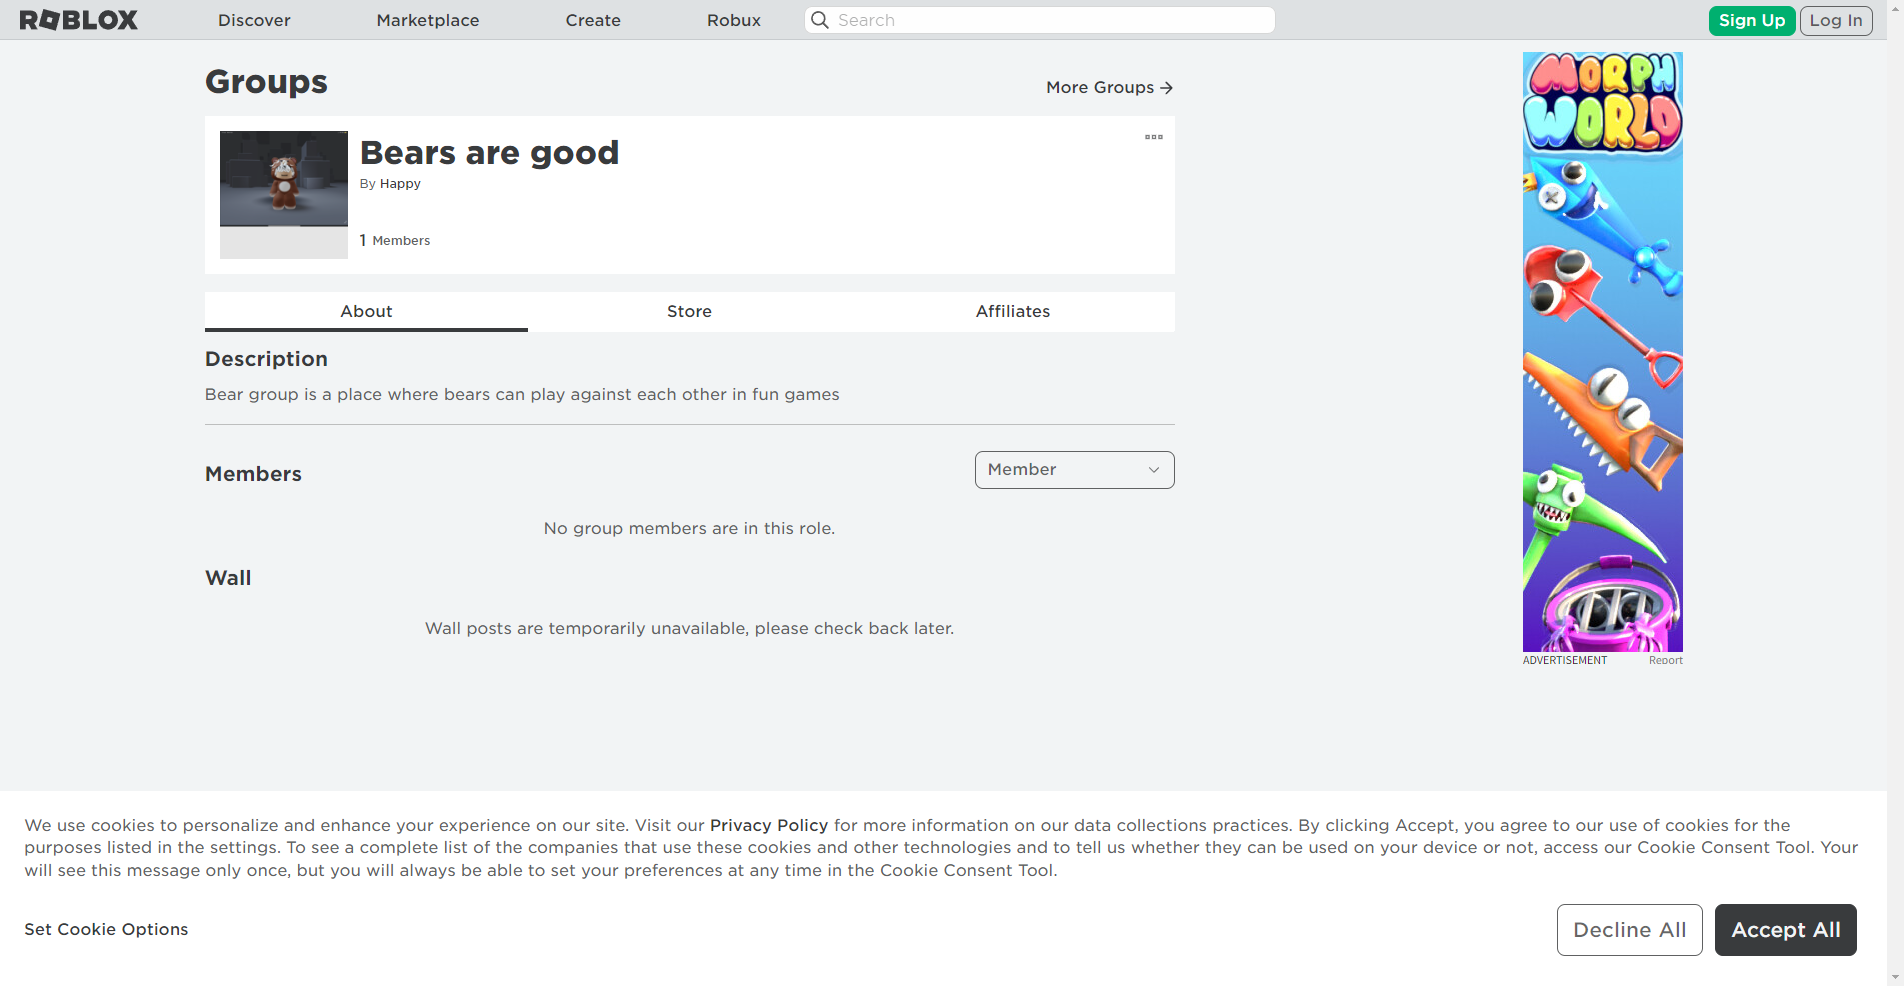 ROBLOX
Discover
Marketplace
Create
Robux
Search
Sign Up
Log In
Groups
More Groups
Bears are good
By Happy
1 Members
About
Store
Affiliates
Description
Bear group is a place where bears can play against each other in fun games
Members
Member
No group members are in this role.
Wall
Wall posts are temporarily unavailable, please check back later.
MORPH
WORLD
ADVERTISEMENT
Report
We use cookies to personalize and enhance your experience on our site. Visit our Privacy Policy for more information on our data collections practices. By clicking Accept, you agree to our use of cookies for the
purposes listed in the settings. To see a complete list of the companies that use these cookies and other technologies and to tell us whether they can be used on your device or not, access our Cookie Consent Tool. Your
will see this message only once, but you will always be able to set your preferences at any time in the Cookie Consent Tool.
Set Cookie Options
Decline All
Accept All